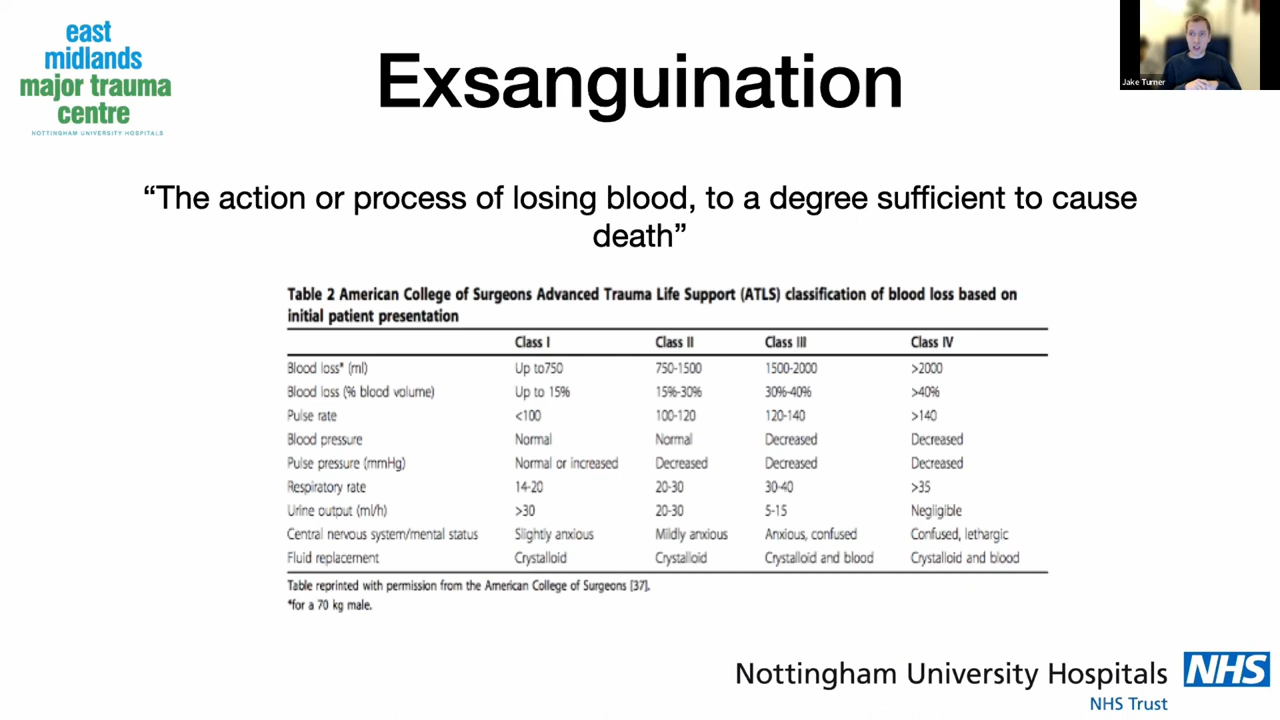 east
midlands
major trauma
centre
NOTTINGHAM UNIVERSITY HOSPITALS
Exsanguination
Jake Turner
“The action or process of losing blood, to a degree sufficient to cause
death”
Table 2 American College of Surgeons Advanced Trauma Life Support (ATLS) classification of blood loss based on
initial patient presentation
Class I Class II Class III Class IV
Blood loss* (ml) Up to750 750-1500 1500-2000 >2000
Blood loss (% blood volume) Up to 15% 15%-30% 30%-40% >40%
Pulse rate <100 100-120 120-140 >140
Blood pressure Normal Normal Decreased Decreased
Pulse pressure (mmHg) Normal or increased Decreased Decreased Decreased
Respiratory rate 14-20 20-30 30-40 >35
Urine output (ml/h) >30 20-30 5-15 Negligible
Central nervous system/mental status Slightly anxious Mildly anxious Anxious, confused Confused, lethargic
Fluid replacement Crystalloid Crystalloid Crystalloid and blood Crystalloid and blood
Table reprinted with permission from the American College of Surgeons [37].
*for a 70 kg male.
Nottingham University Hospitals NHS
NHS Trust